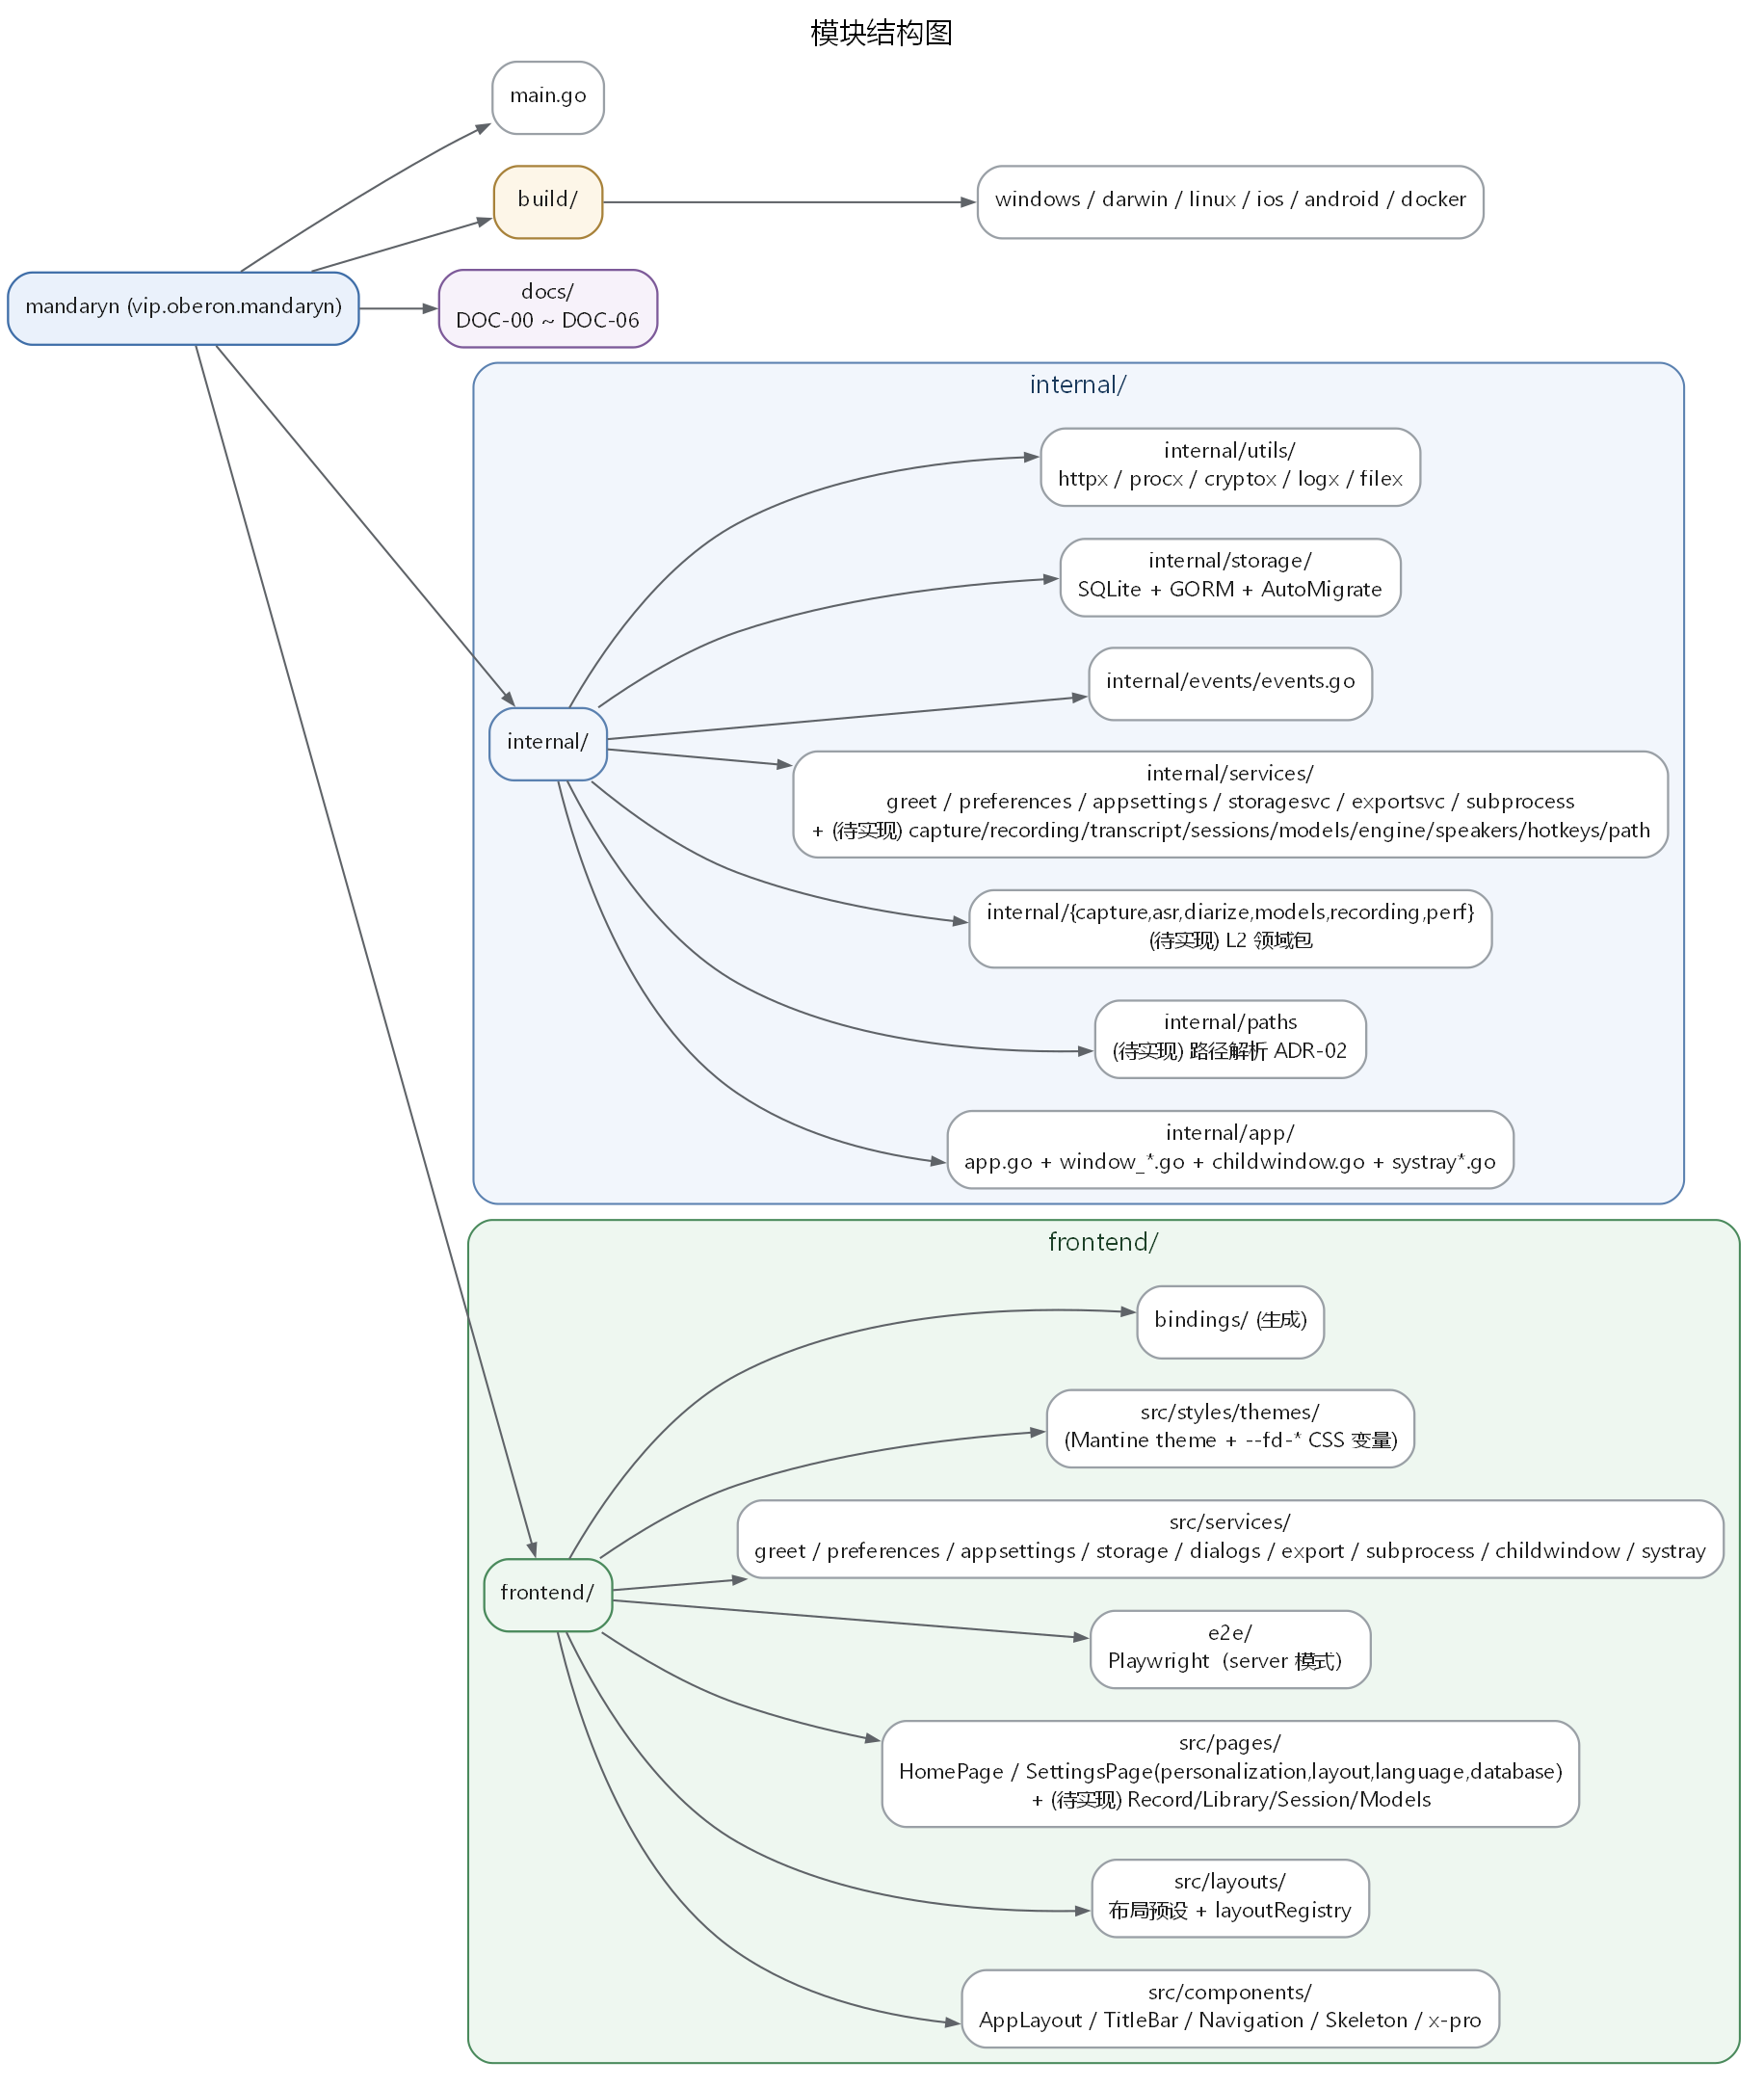 模块结构图
main.go
build/
windows / darwin / linux / ios / android / docker
mandaryn (vip.oberon.mandaryn)
docs/
DOC-00 ~ DOC-06
internal/
internal/utils/
httpx / procx / cryptox / logx / filex
internal/storage/
SQLite + GORM + AutoMigrate
internal/events/events.go
internal/
internal/services/
greet / preferences / appsettings / storagesvc / exportsvc / subprocess
+ (待实现) capture/recording/transcript/sessions/models/engine/speakers/hotkeys/path
internal/{capture,asr,diarize,models,recording,perf}
(待实现) L2 领域包
internal/paths
(待实现) 路径解析 ADR-02
internal/app/
app.go + window_*.go + childwindow.go + systray*.go
frontend/
bindings/ (生成)
src/styles/themes/
(Mantine theme + --fd-* CSS 变量)
src/services/
greet / preferences / appsettings / storage / dialogs / export / subprocess / childwindow / systray
frontend/
e2e/
Playwright（server 模式）
src/pages/
HomePage / SettingsPage(personalization,layout,language,database)
+ (待实现) Record/Library/Session/Models
src/layouts/
布局预设 + layoutRegistry
src/components/
AppLayout / TitleBar / Navigation / Skeleton / x-pro